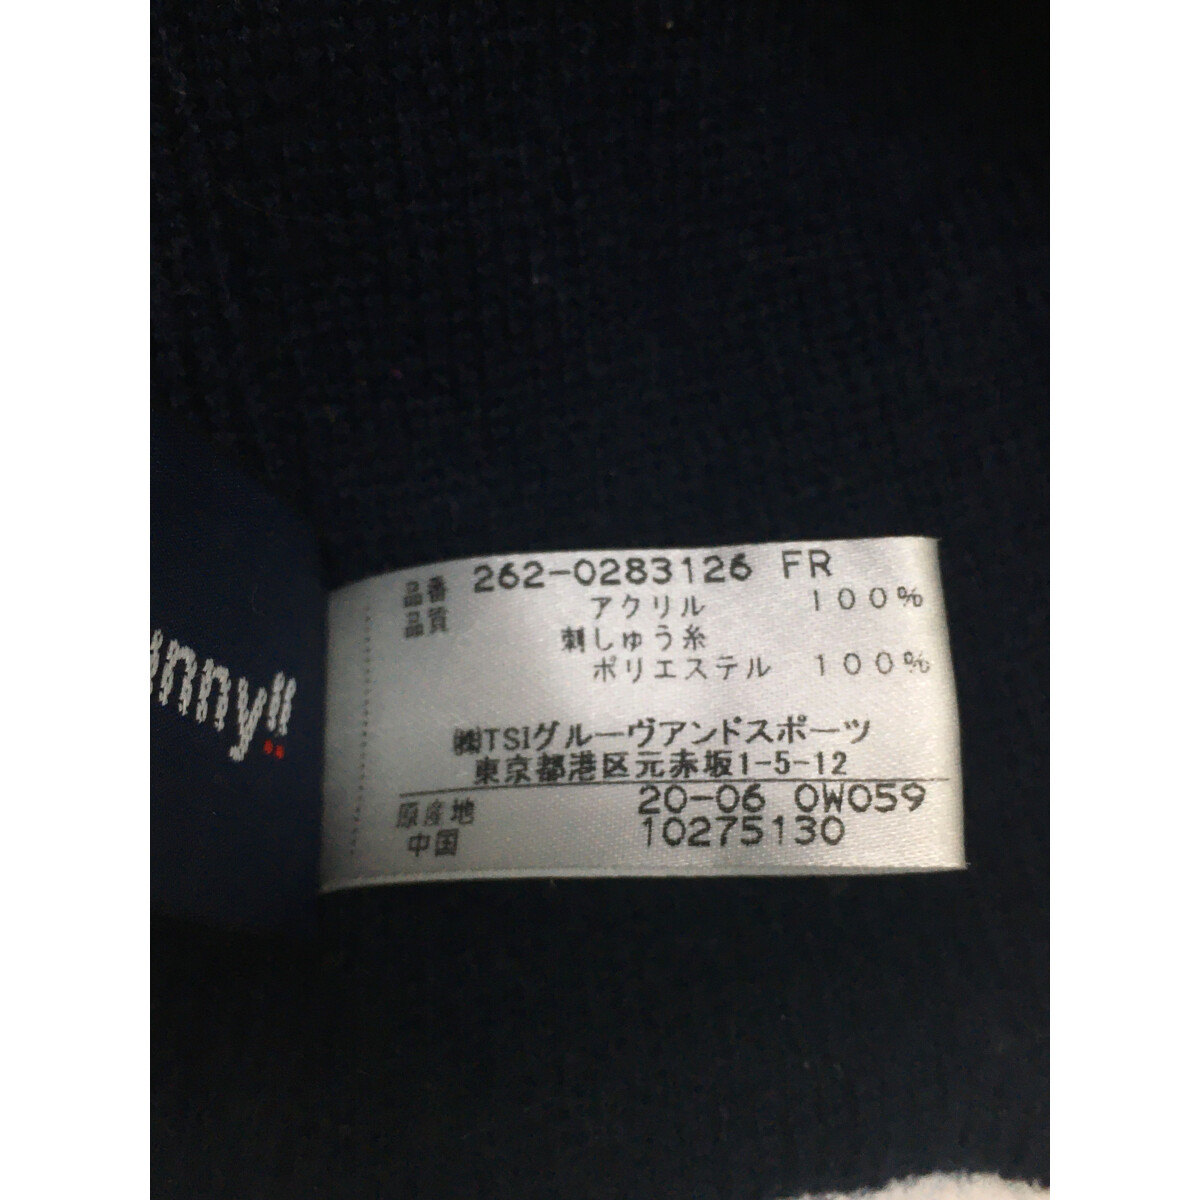 品番 262-0283126 FR
品質 アクリル 100%
刺しゅう糸
ポリエステル 100%
㈱TSIグルーヴアンドスポーツ
東京都港区元赤坂1-5-12
原産地 20-06 0W059
中国 10275130
nny!!